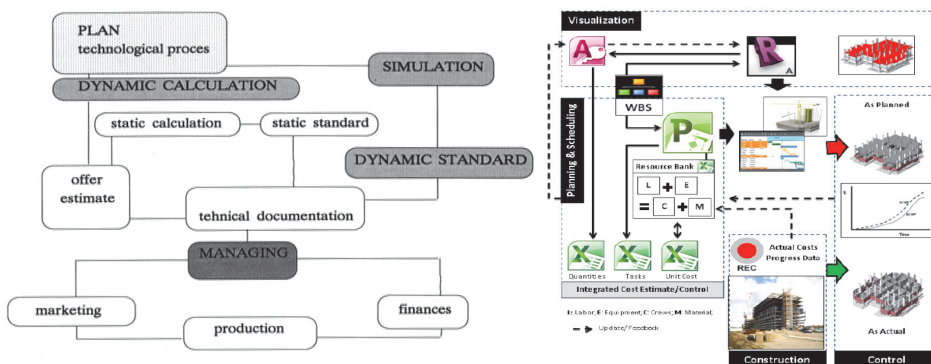 PLAN
technological proces
SIMULATION
DYNAMIC CALCULATION
static calculation
static standard
DYNAMIC STANDARD
offer
estimate
tehnical documentation
MANAGING
marketing
finances
production
Visualization
A
R
A
WBS
Planning & Scheduling
P
Resource Bank
L + E
= C + M
Quantities
Tasks
Unit Cost
Integrated Cost Estimate/Control
L: Labor; E: Equipment; C: Crews; M: Material;
Update/ Feedback
As Planned
Time
Actual Costs
Progress Data
REC
As Actual
Construction
Control